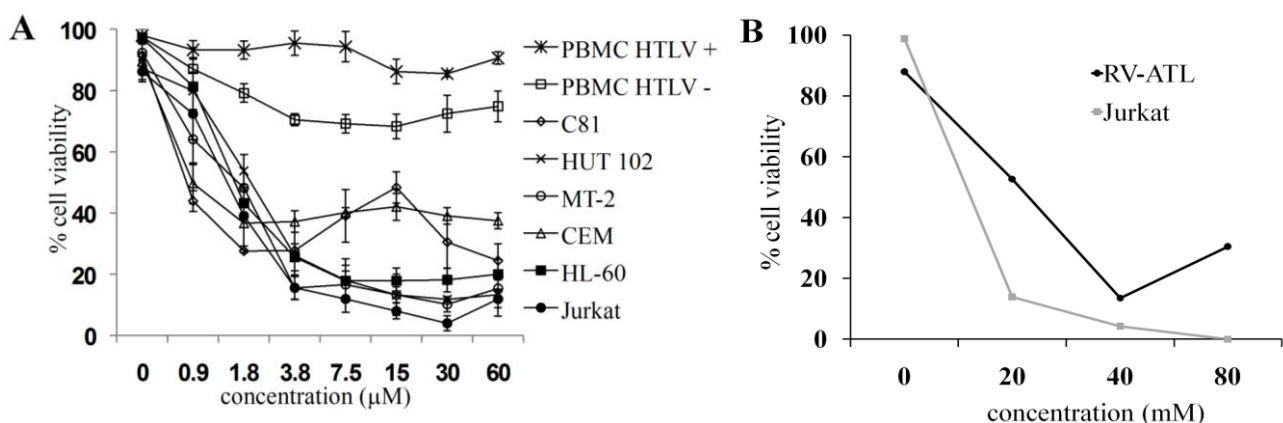 A
100
80
60
40
20
0
% cell viability
0 0.9 1.8 3.8 7.5 15 30 60
concentration (µM)
PBMC HTLV +
PBMC HTLV -
C81
HUT 102
MT-2
CEM
HL-60
Jurkat
B
100
80
60
40
20
0
% cell viability
0 20 40 80
concentration (mM)
RV-ATL
Jurkat